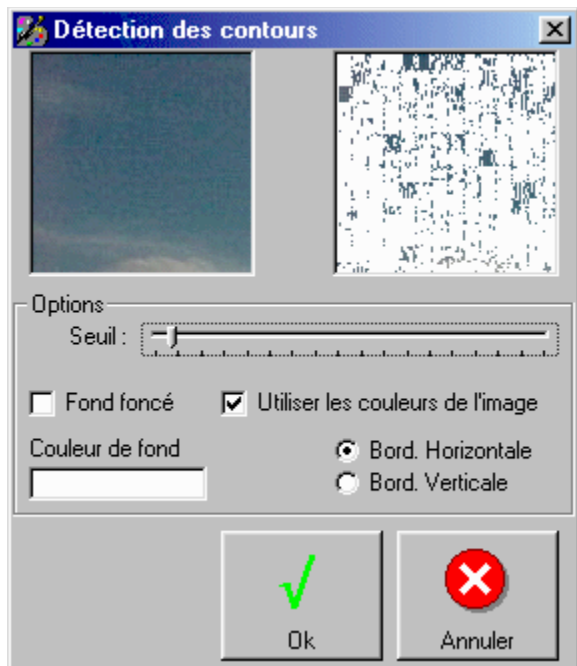 Détection des contours
Options
Seuil :
Fond foncé
Utiliser les couleurs de l'image
Couleur de fond
Bord. Horizontale
Bord. Verticale
Ok
Annuler